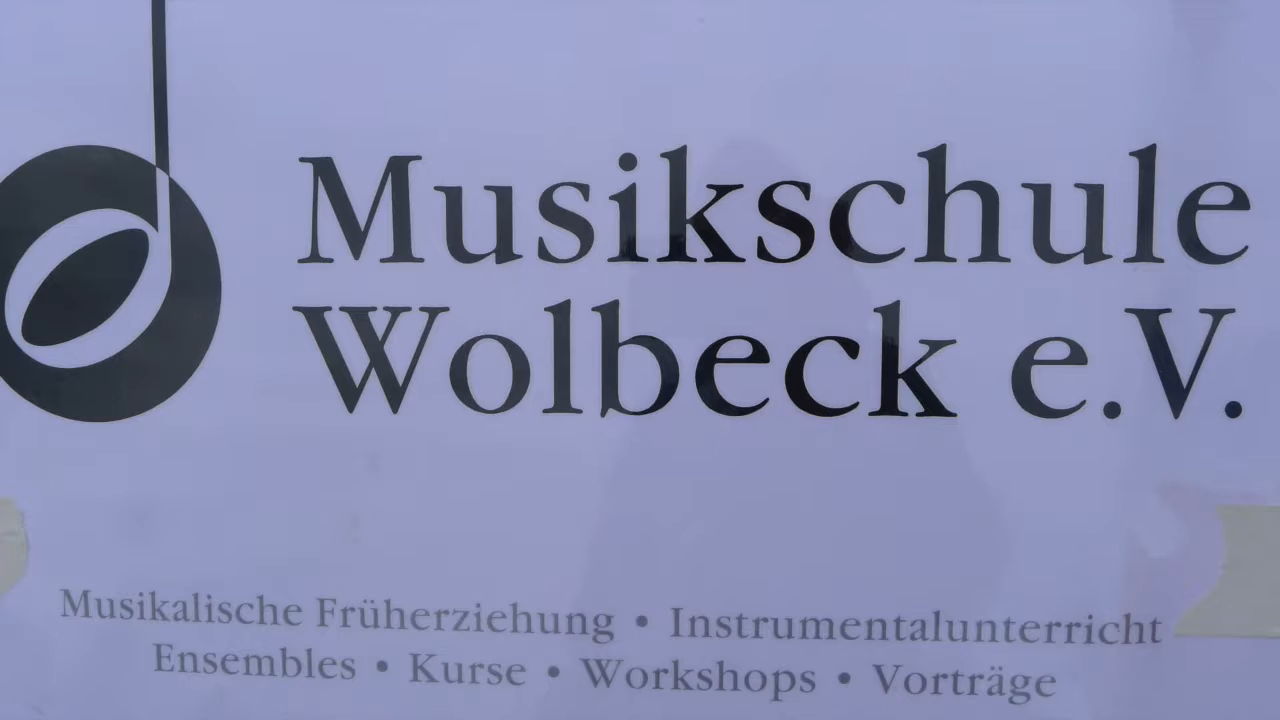 Musikschule
Wolbeck e.V.
Musikalische Früherziehung • Instrumentalunterricht
Ensembles • Kurse • Workshops • Vorträge